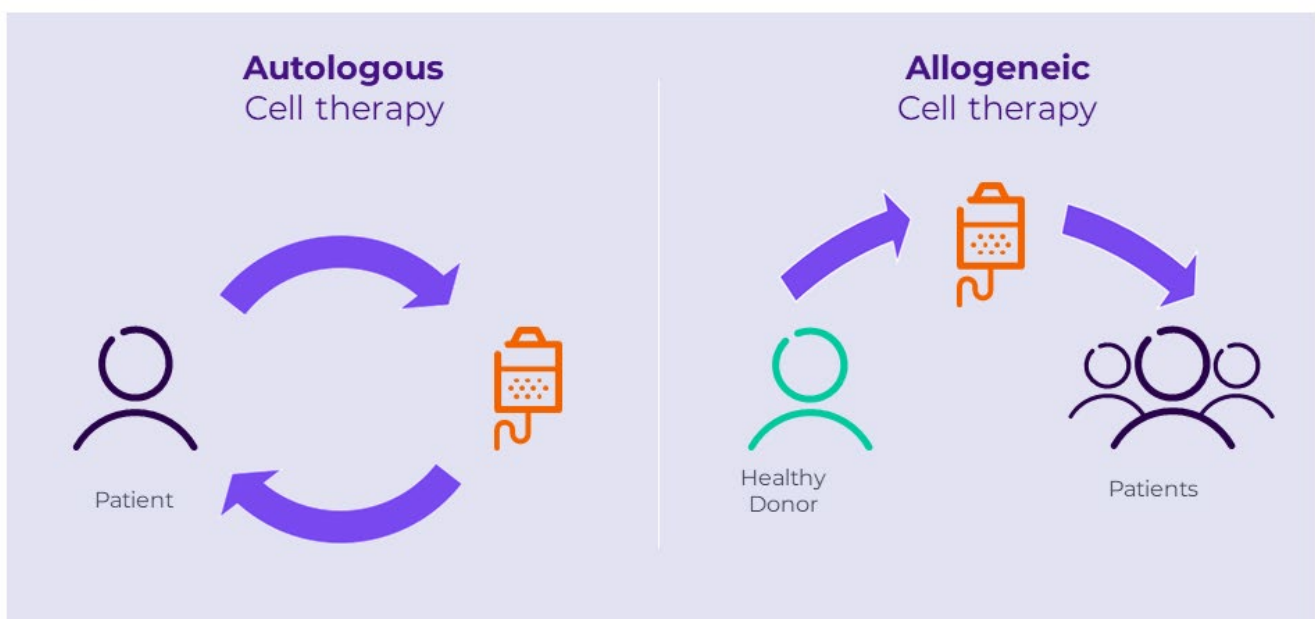 Autologous
Cell therapy
Patient
Allogeneic
Cell therapy
Healthy
Donor
Patients